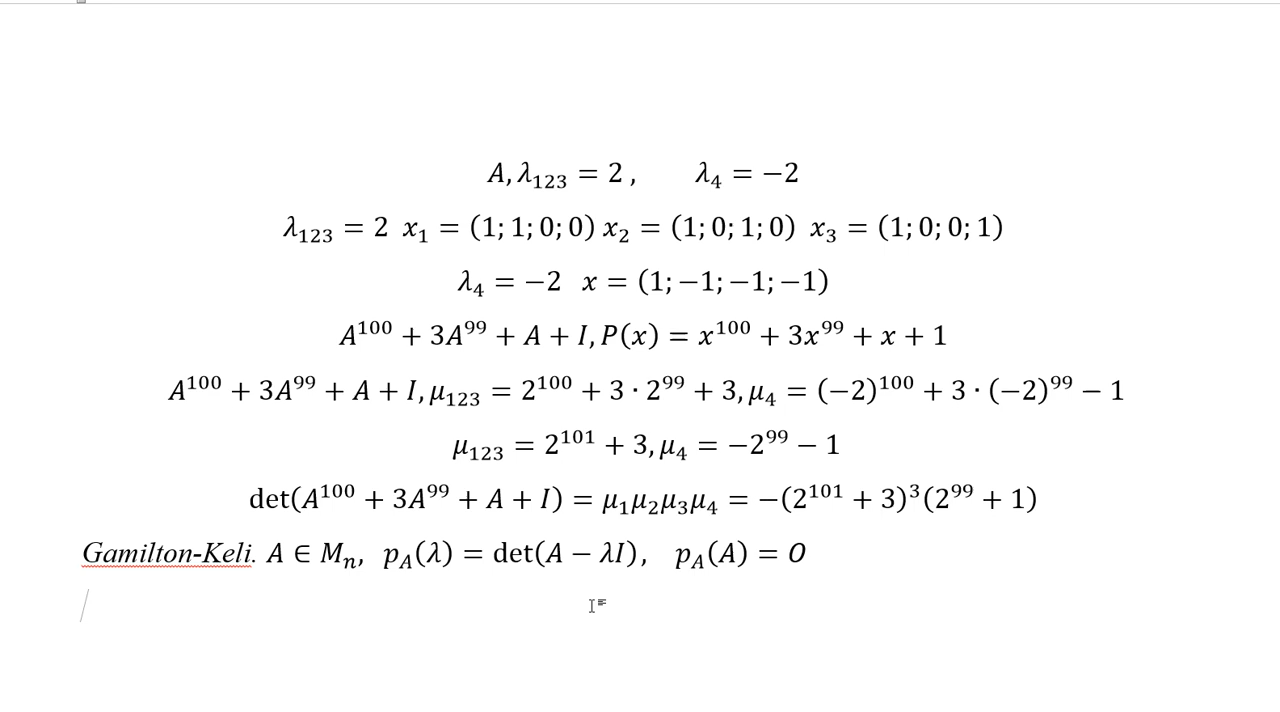 A, λ₁₂₃ = 2 ,  λ₄ = −2
λ₁₂₃ = 2 x₁ = (1; 1; 0; 0) x₂ = (1; 0; 1; 0) x₃ = (1; 0; 0; 1)
λ₄ = −2 x = (1; −1; −1; −1)
A¹⁰⁰ + 3A⁹⁹ + A + I, P(x) = x¹⁰⁰ + 3x⁹⁹ + x + 1
A¹⁰⁰ + 3A⁹⁹ + A + I, μ₁₂₃ = 2¹⁰⁰ + 3 · 2⁹⁹ + 3, μ₄ = (−2)¹⁰⁰ + 3 · (−2)⁹⁹ − 1
μ₁₂₃ = 2¹⁰¹ + 3, μ₄ = −2⁹⁹ − 1
det(A¹⁰⁰ + 3A⁹⁹ + A + I) = μ₁μ₂μ₃μ₄ = −(2¹⁰¹ + 3)³(2⁹⁹ + 1)
Gamilton-Keli. A ∈ Mₙ, p_A(λ) = det(A − λI), p_A(A) = O